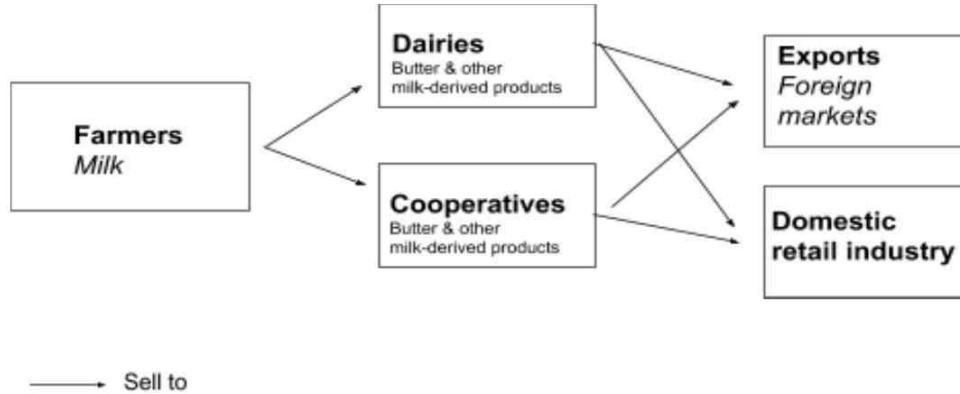 Farmers
Milk
Dairies
Butter & other
milk-derived products
Cooperatives
Butter & other
milk-derived products
Exports
Foreign
markets
Domestic
retail industry
Sell to